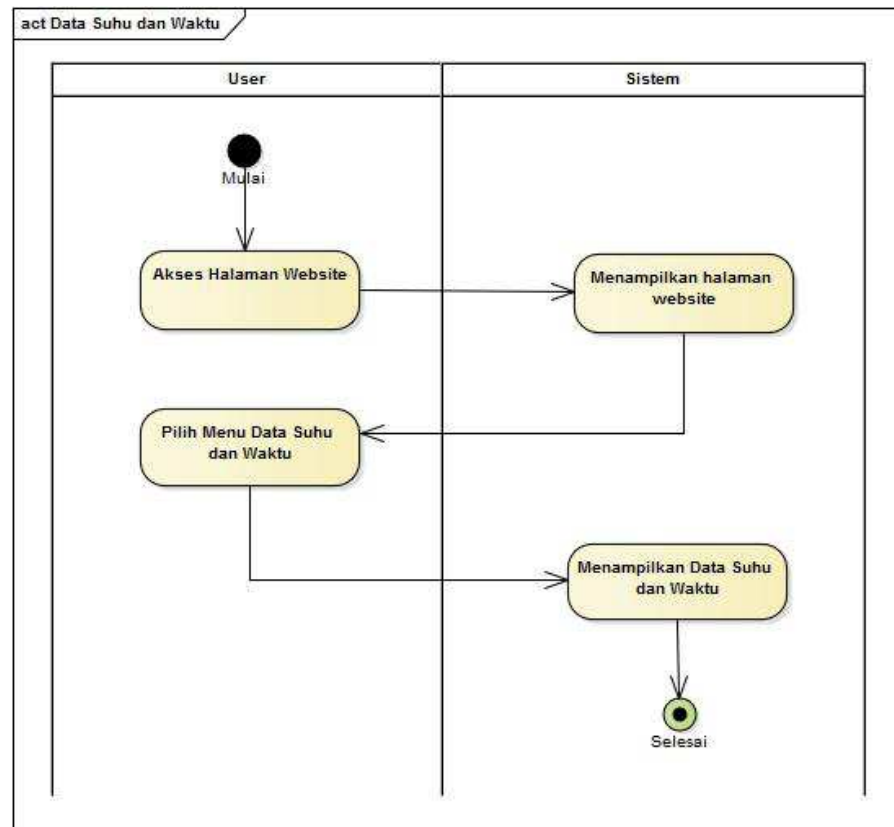 act Data Suhu dan Waktu
User
Sistem
Mulai
Akses Halaman Website
Menampilkan halaman
website
Pilih Menu Data Suhu
dan Waktu
Menampilkan Data Suhu
dan Waktu
Selesai